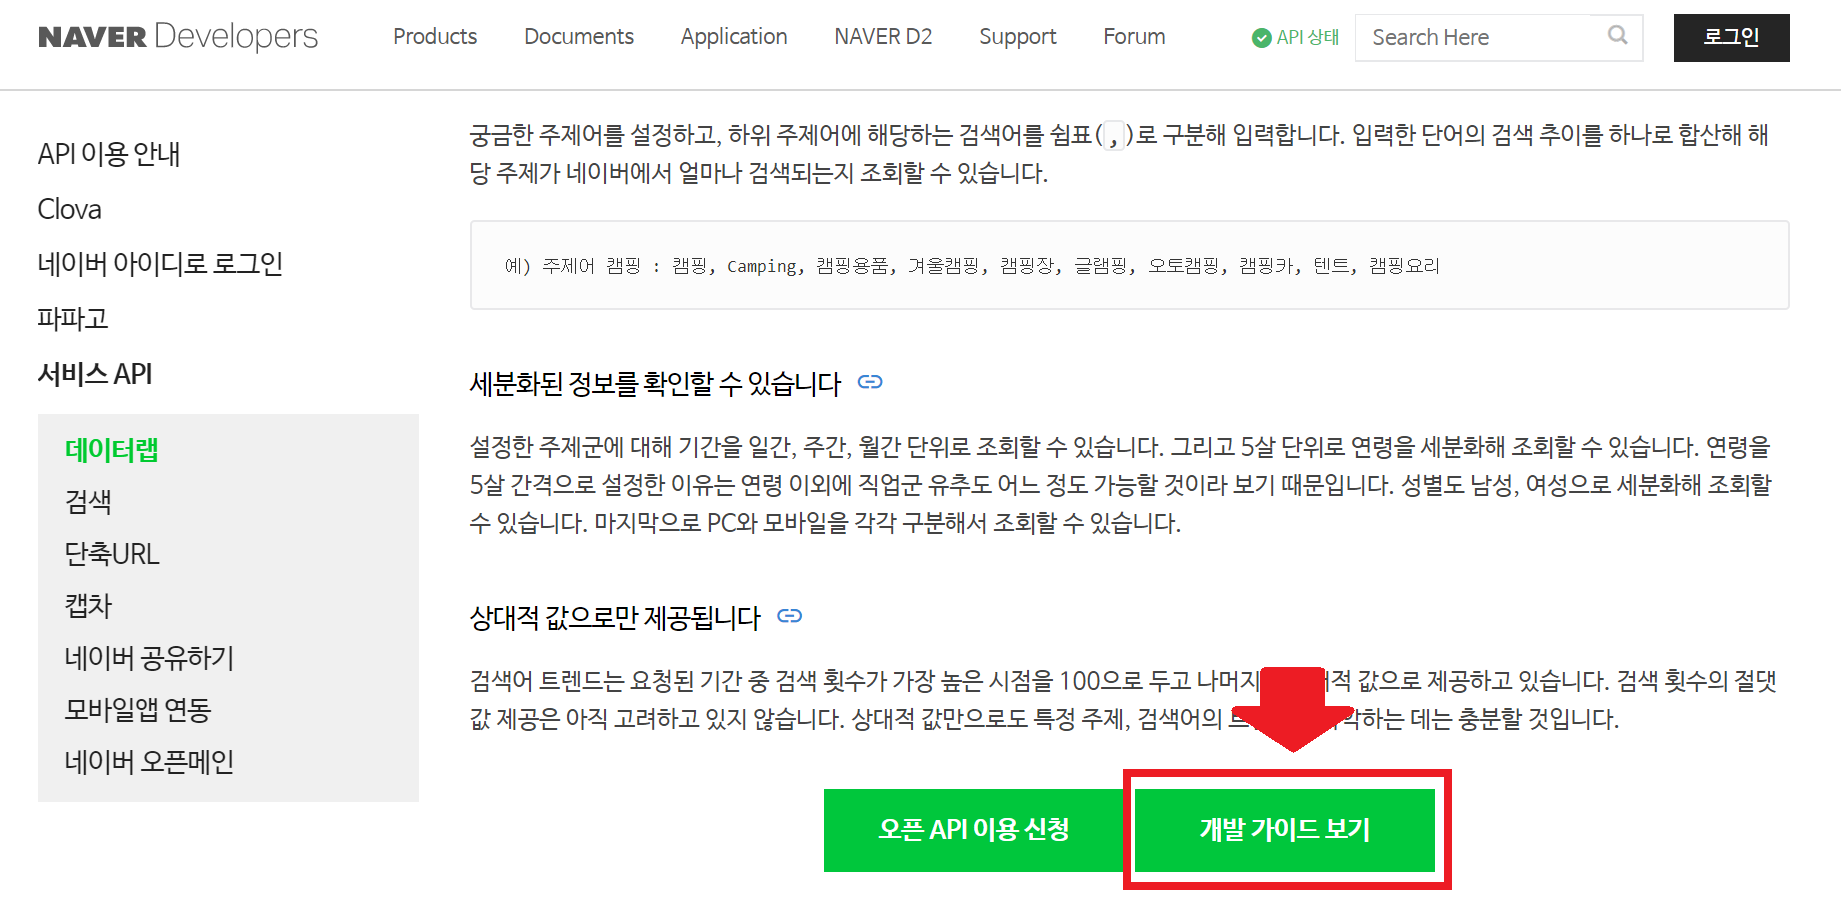 NAVER Developers
Products
Documents
Application
NAVER D2
Support
Forum
API 상태
Search Here
로그인
API 이용 안내
Clova
네이버 아이디로 로그인
파파고
서비스 API
데이터랩
검색
단축URL
캡차
네이버 공유하기
모바일앱 연동
네이버 오픈메인
궁금한 주제어를 설정하고, 하위 주제어에 해당하는 검색어를 쉼표(,)로 구분해 입력합니다. 입력한 단어의 검색 추이를 하나로 합산해 해
당 주제가 네이버에서 얼마나 검색되는지 조회할 수 있습니다.
예) 주제어 캠핑 : 캠핑, Camping, 캠핑용품, 겨울캠핑, 캠핑장, 글램핑, 오토캠핑, 캠핑카, 텐트, 캠핑요리
세분화된 정보를 확인할 수 있습니다
설정한 주제군에 대해 기간을 일간, 주간, 월간 단위로 조회할 수 있습니다. 그리고 5살 단위로 연령을 세분화해 조회할 수 있습니다. 연령을
5살 간격으로 설정한 이유는 연령 이외에 직업군 유추도 어느 정도 가능할 것이라 보기 때문입니다. 성별도 남성, 여성으로 세분화해 조회할
수 있습니다. 마지막으로 PC와 모바일을 각각 구분해서 조회할 수 있습니다.
상대적 값으로만 제공됩니다
검색어 트렌드는 요청된 기간 중 검색 횟수가 가장 높은 시점을 100으로 두고 나머지 값으로 제공하고 있습니다. 검색 횟수의 절댓
값 제공은 아직 고려하고 있지 않습니다. 상대적 값만으로도 특정 주제, 검색어의 데는 충분할 것입니다.
오픈 API 이용 신청
개발 가이드 보기